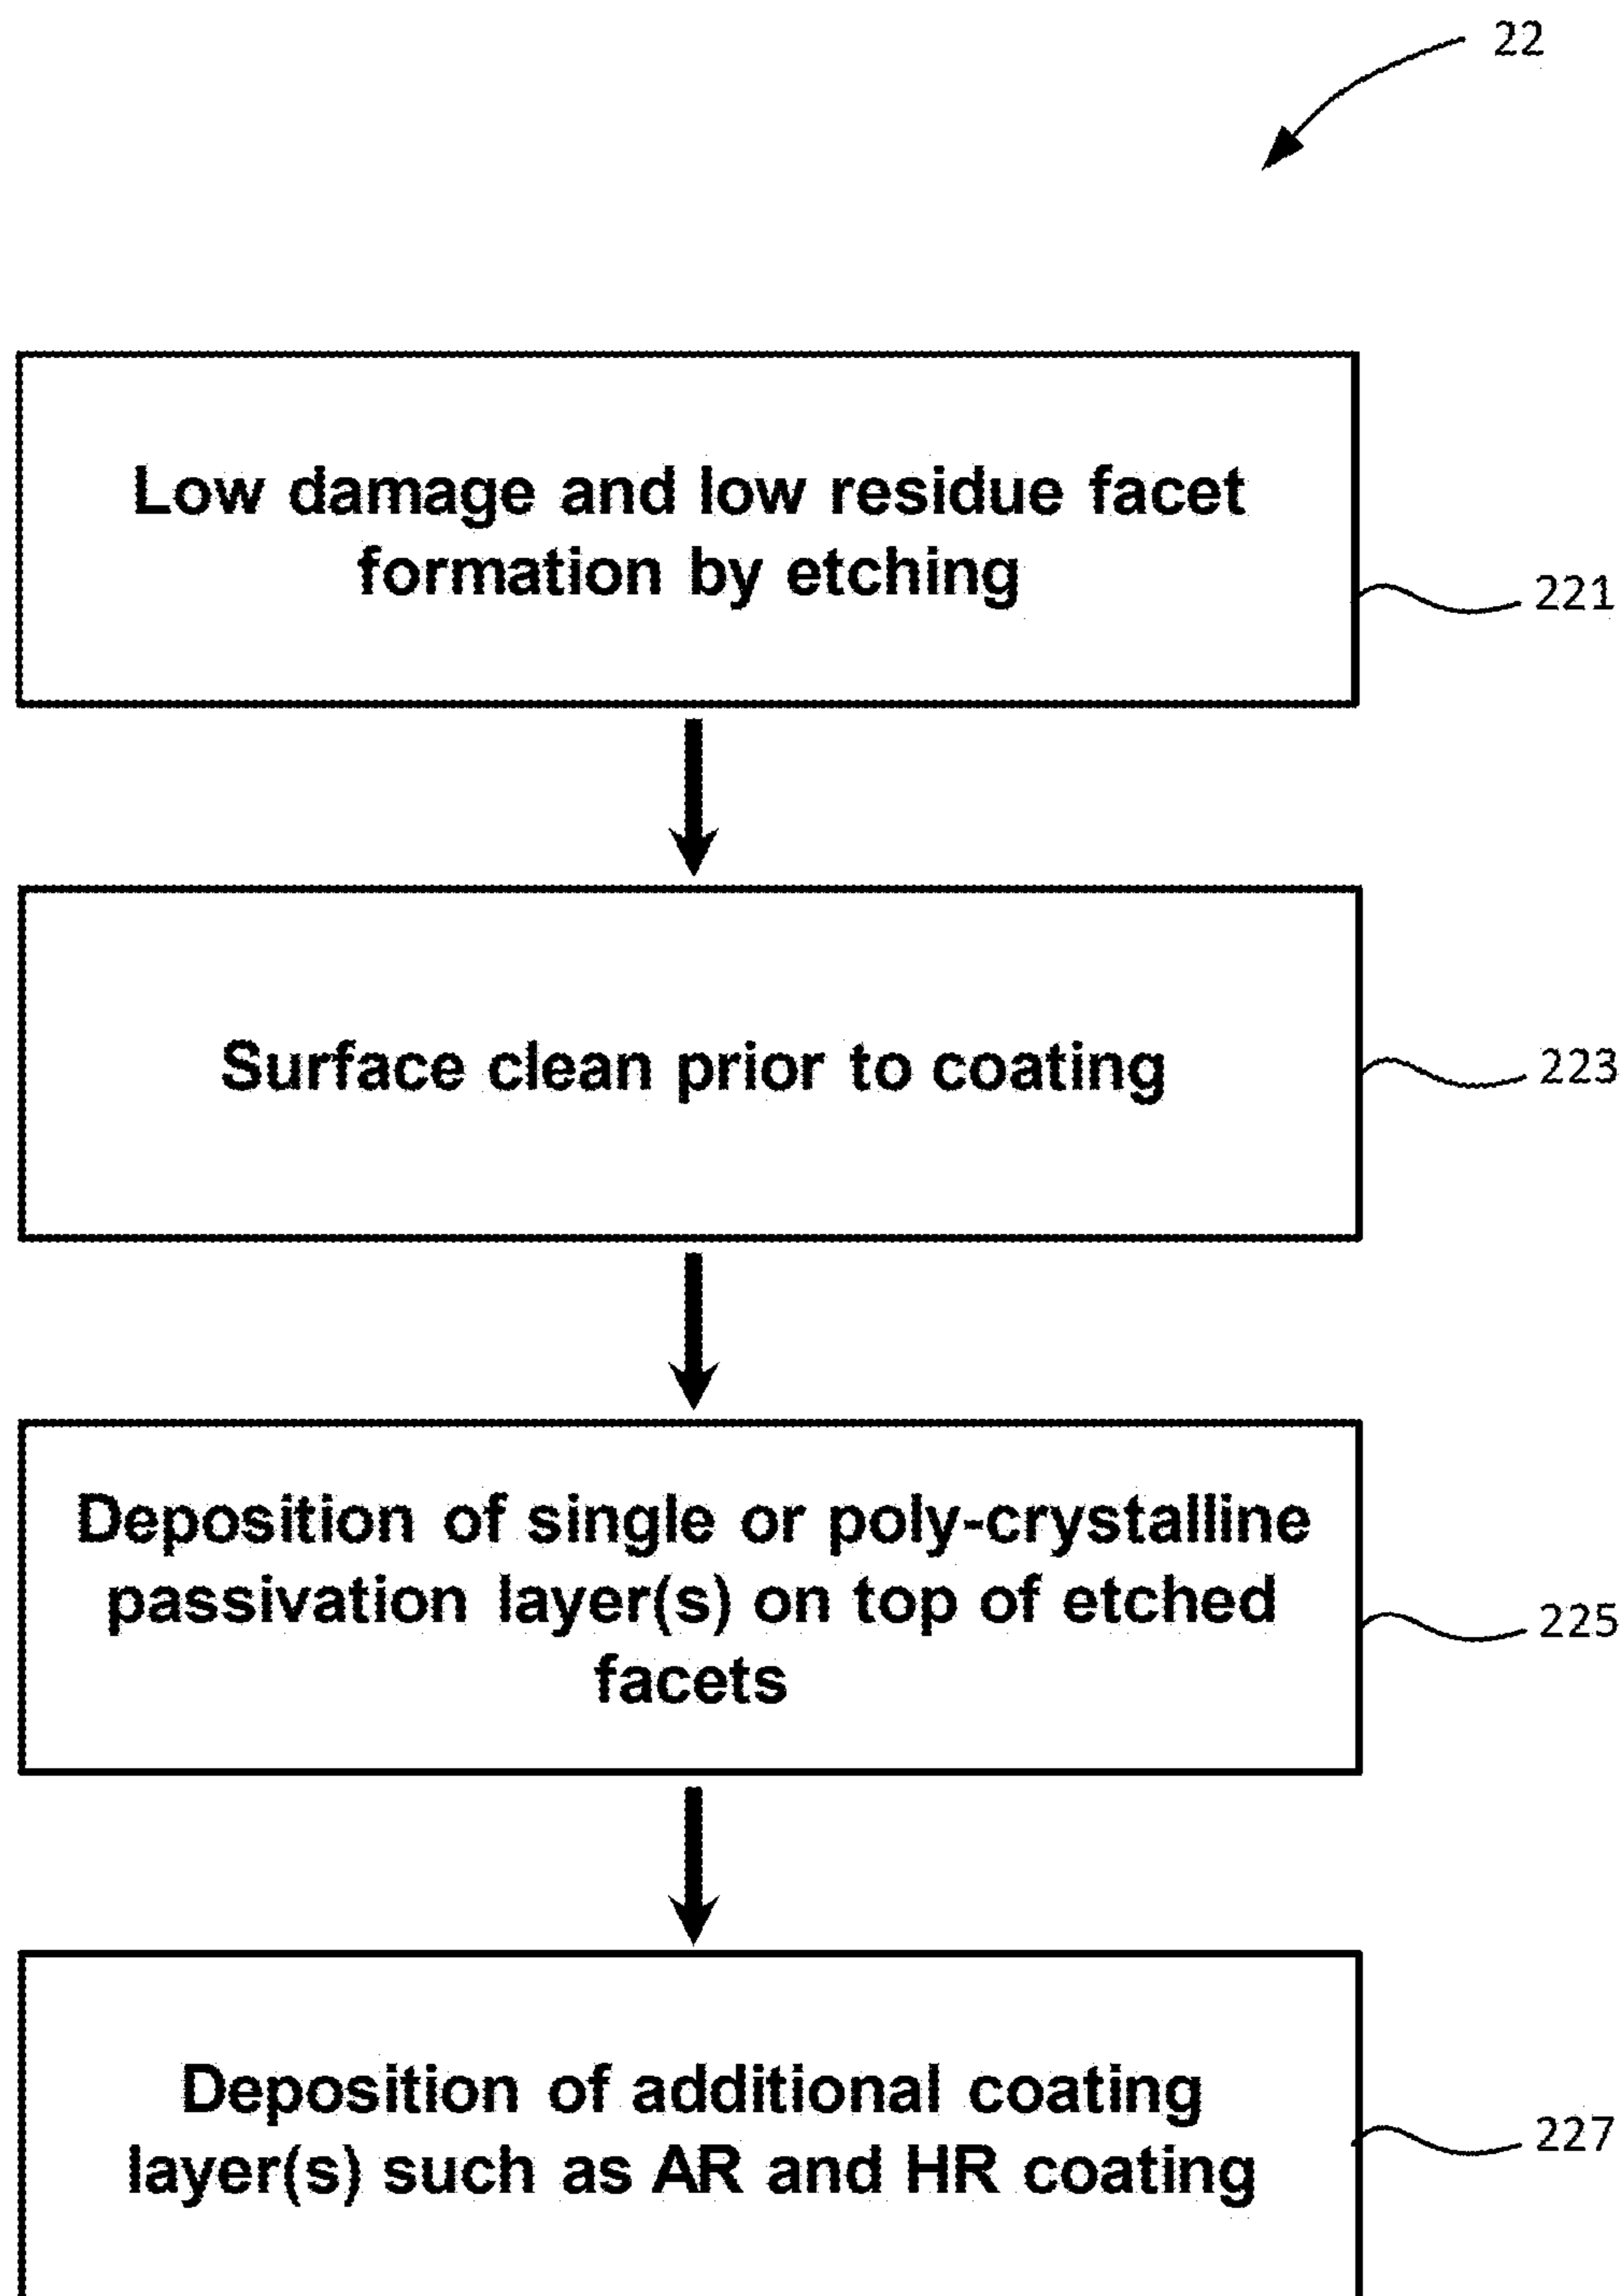 22
Low damage and low residue facet
formation by etching
221
Surface clean prior to coating
223
Deposition of single or poly-crystalline
passivation layer(s) on top of etched
facets
225
Deposition of additional coating
layer(s) such as AR and HR coating
227